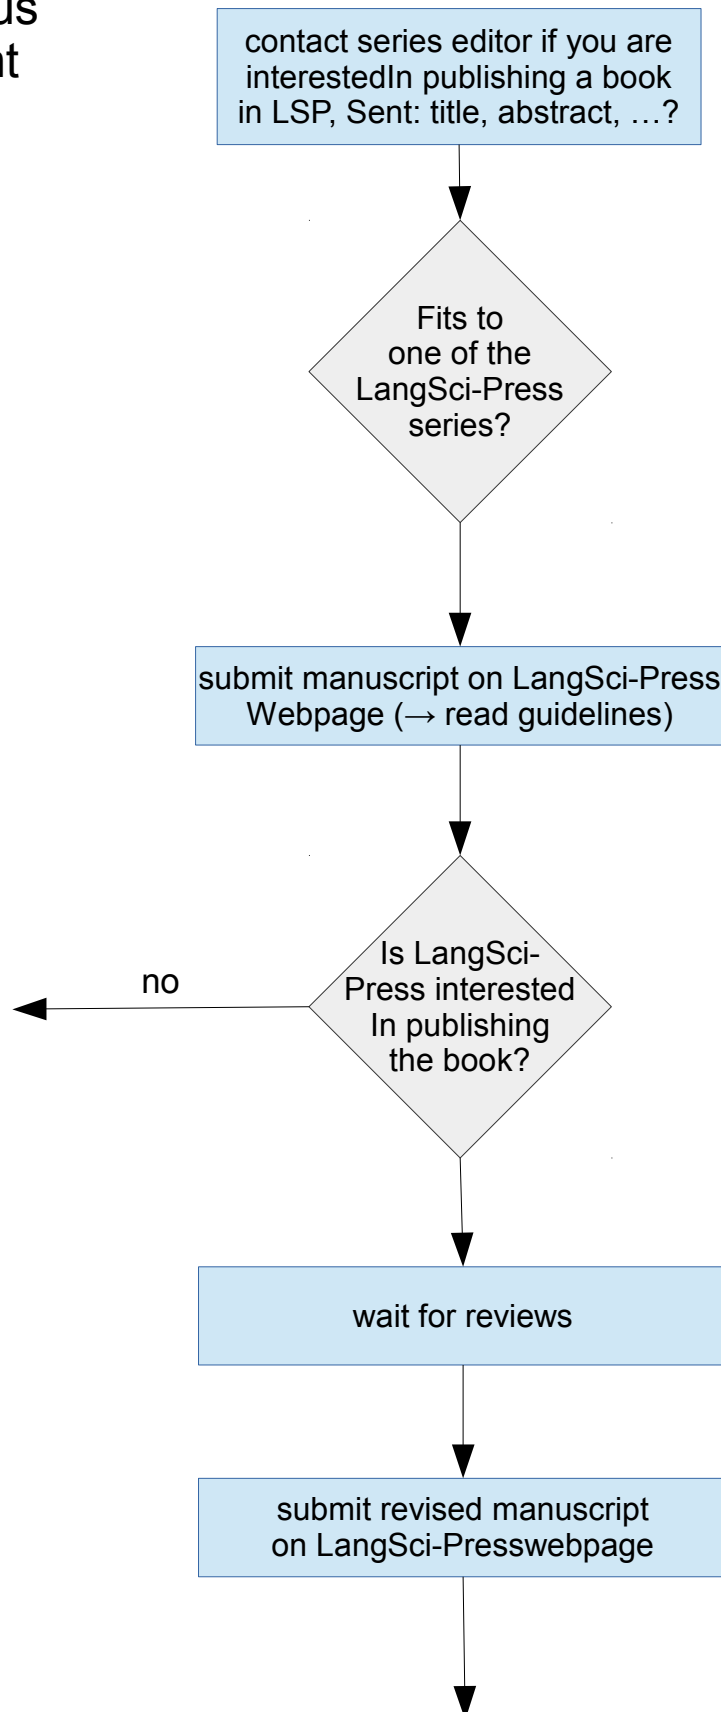 us
nt
contact series editor if you are
interestedIn publishing a book
in LSP, Sent: title, abstract, …?
Fits to
one of the
LangSci-Press
series?
submit manuscript on LangSci-Press
Webpage (→ read guidelines)
Is LangSci-
Press interested
In publishing
the book?
no
wait for reviews
submit revised manuscript
on LangSci-Presswebpage